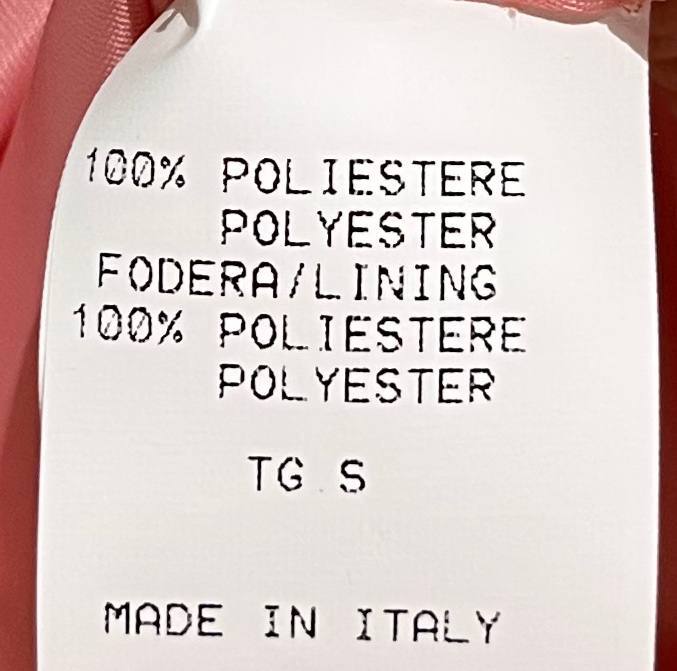 100% POLIESTERE
POLYESTER
FODERA/LINING
100% POLIESTERE
POLYESTER
TG S
MADE IN ITALY